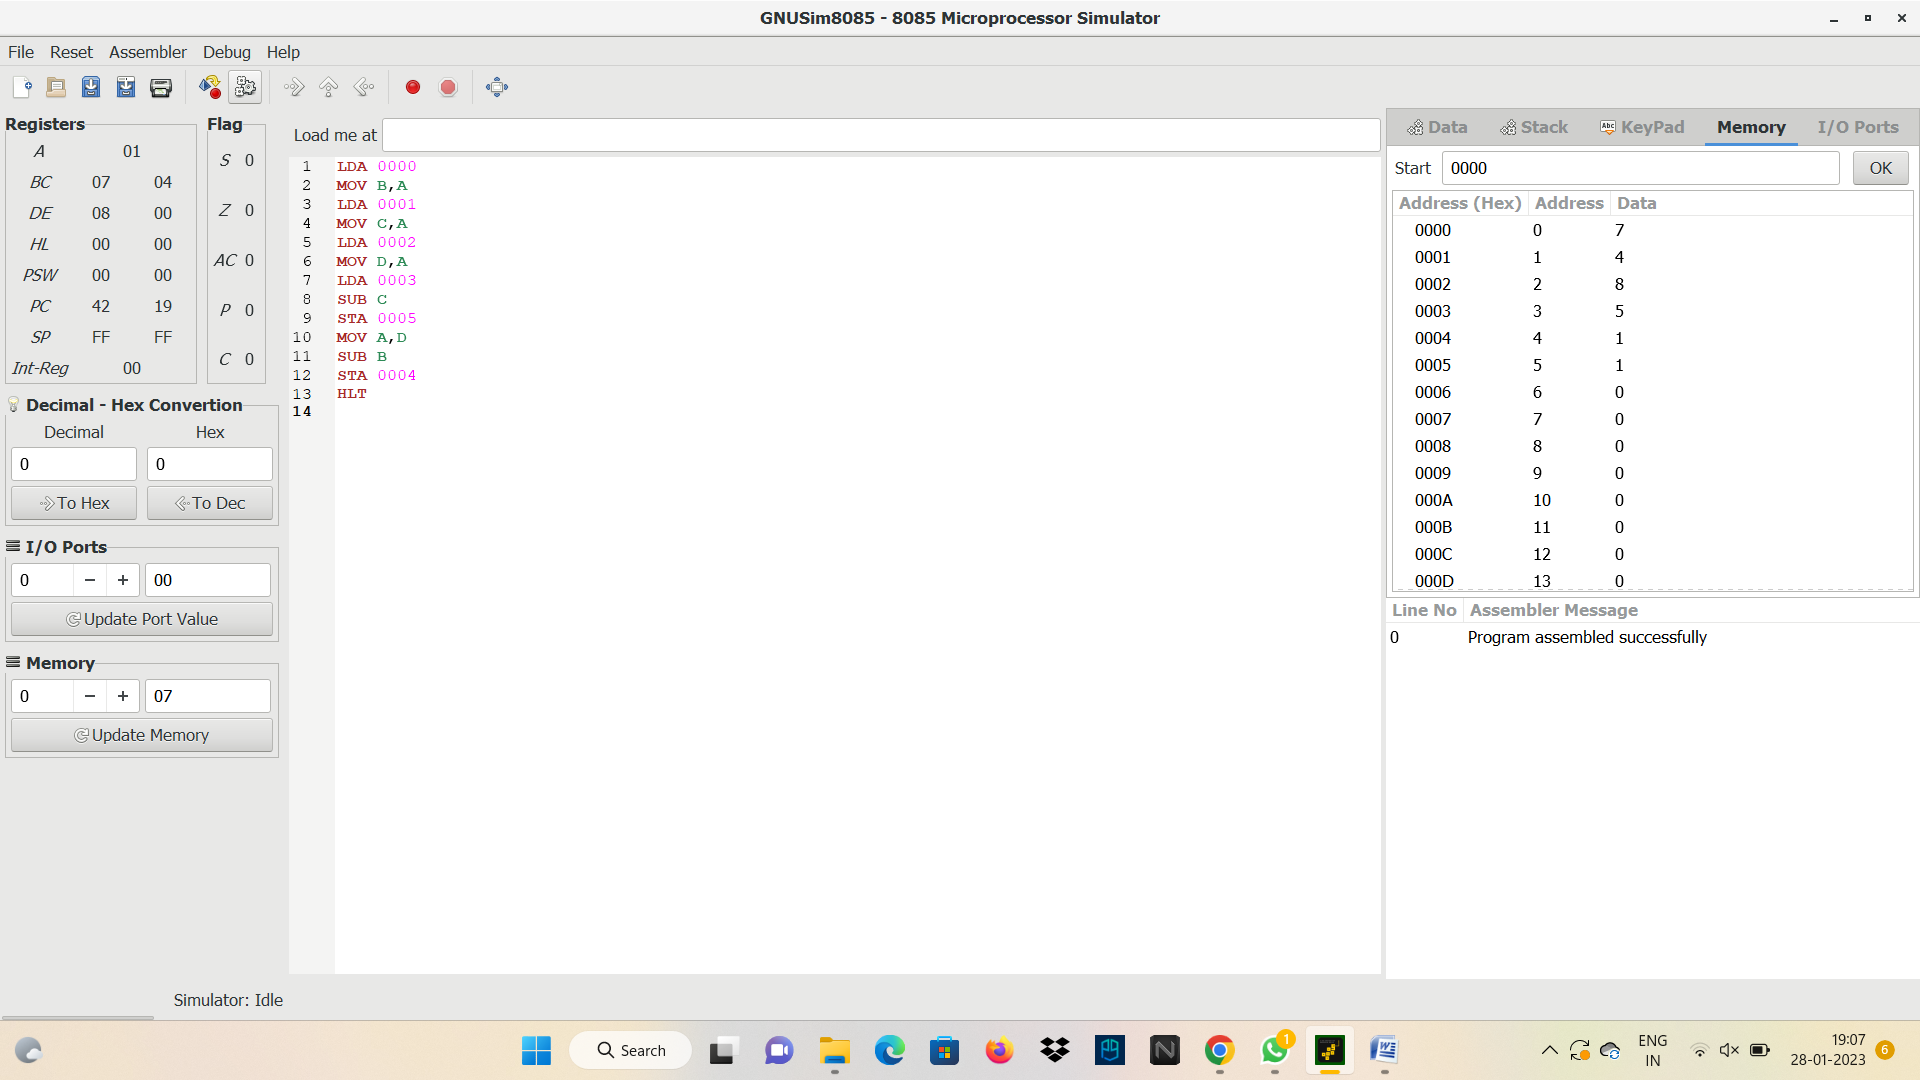 GNUSim8085 - 8085 Microprocessor Simulator
File Reset Assembler Debug Help
Registers
A 01
BC 07 04
DE 08 00
HL 00 00
PSW 00 00
PC 42 19
SP FF FF
Int-Reg 00
Flag
S 0
Z 0
AC 0
P 0
C 0
Decimal - Hex Convertion
Decimal Hex
0 0
To Hex To Dec
I/O Ports
0 − + 00
Update Port Value
Memory
0 − + 07
Update Memory
Load me at
1 LDA 0000
2 MOV B,A
3 LDA 0001
4 MOV C,A
5 LDA 0002
6 MOV D,A
7 LDA 0003
8 SUB C
9 STA 0005
10 MOV A,D
11 SUB B
12 STA 0004
13 HLT
14
Data Stack Abc KeyPad Memory I/O Ports
Start 0000 OK
Address (Hex) Address Data
0000 0 7
0001 1 4
0002 2 8
0003 3 5
0004 4 1
0005 5 1
0006 6 0
0007 7 0
0008 8 0
0009 9 0
000A 10 0
000B 11 0
000C 12 0
000D 13 0
Line No Assembler Message
0 Program assembled successfully
Simulator: Idle
Search
1
ENG
IN
19:07
28-01-2023
6